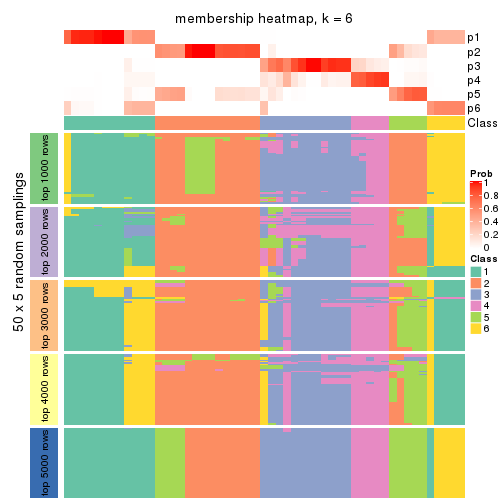 membership heatmap, k = 6
p1
p2
p3
p4
p5
p6
Class
50 x 5 random samplings
top 1000 rows
top 2000 rows
top 3000 rows
top 4000 rows
top 5000 rows
Prob
1
0.8
0.6
0.4
0.2
0
Class
1
2
3
4
5
6